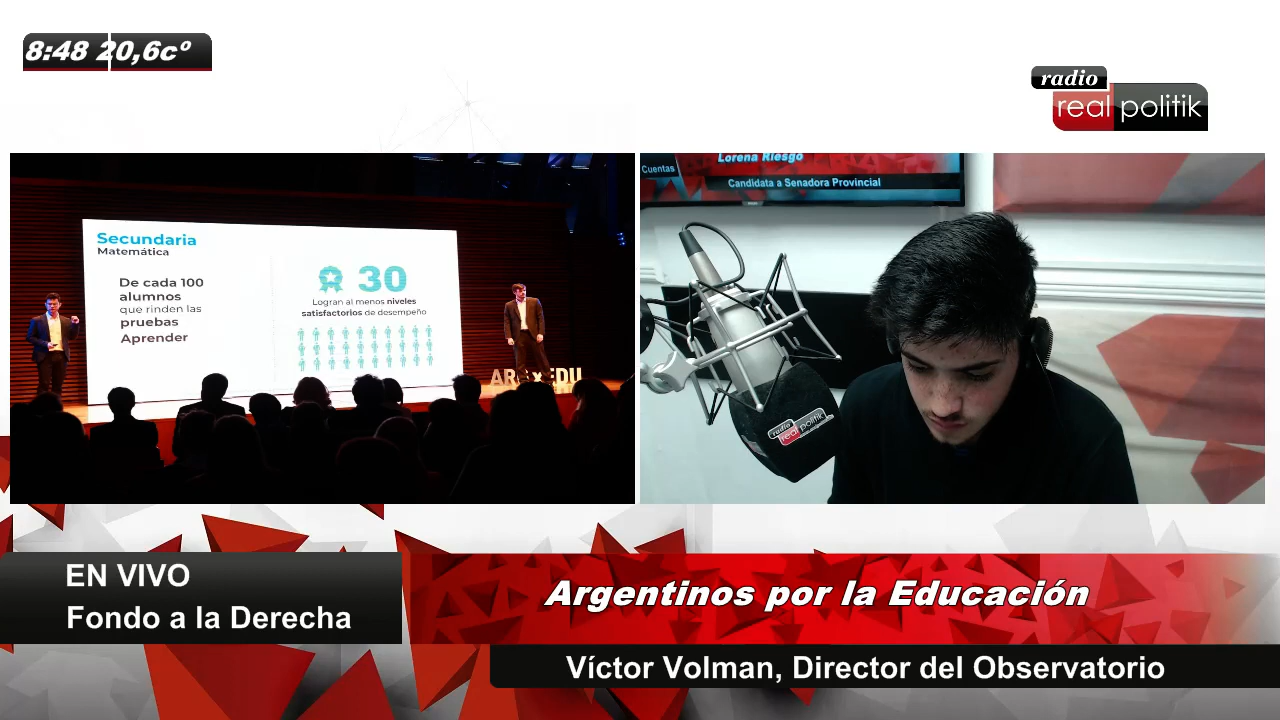 8:48 20,6cº
radio
real politik
Secundaria
Matemática
De cada 100
alumnos
que rinden las
pruebas
Aprender
30
Logran al menos niveles
satisfactorios de desempeño
ARG EDU
Cuentas
Lorena Riesgo
Candidata a Senadora Provincial
radio
real politik
EN VIVO
Fondo a la Derecha
Argentinos por la Educación
Víctor Volman, Director del Observatorio